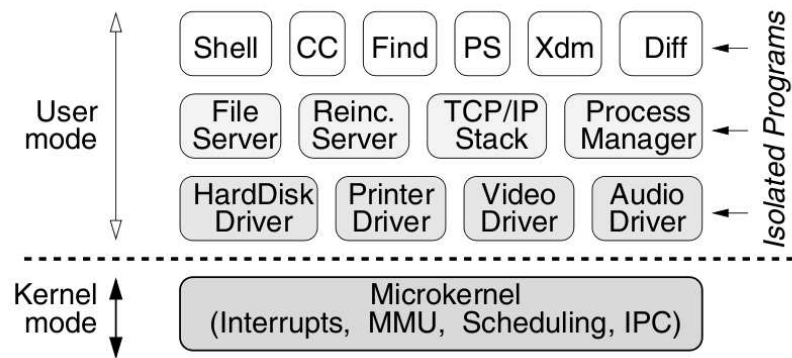 Shell CC Find PS Xdm Diff
User
mode
File
Server
Reinc.
Server
TCP/IP
Stack
Process
Manager
HardDisk
Driver
Printer
Driver
Video
Driver
Audio
Driver
Isolated Programs
Kernel
mode
Microkernel
(Interrupts, MMU, Scheduling, IPC)